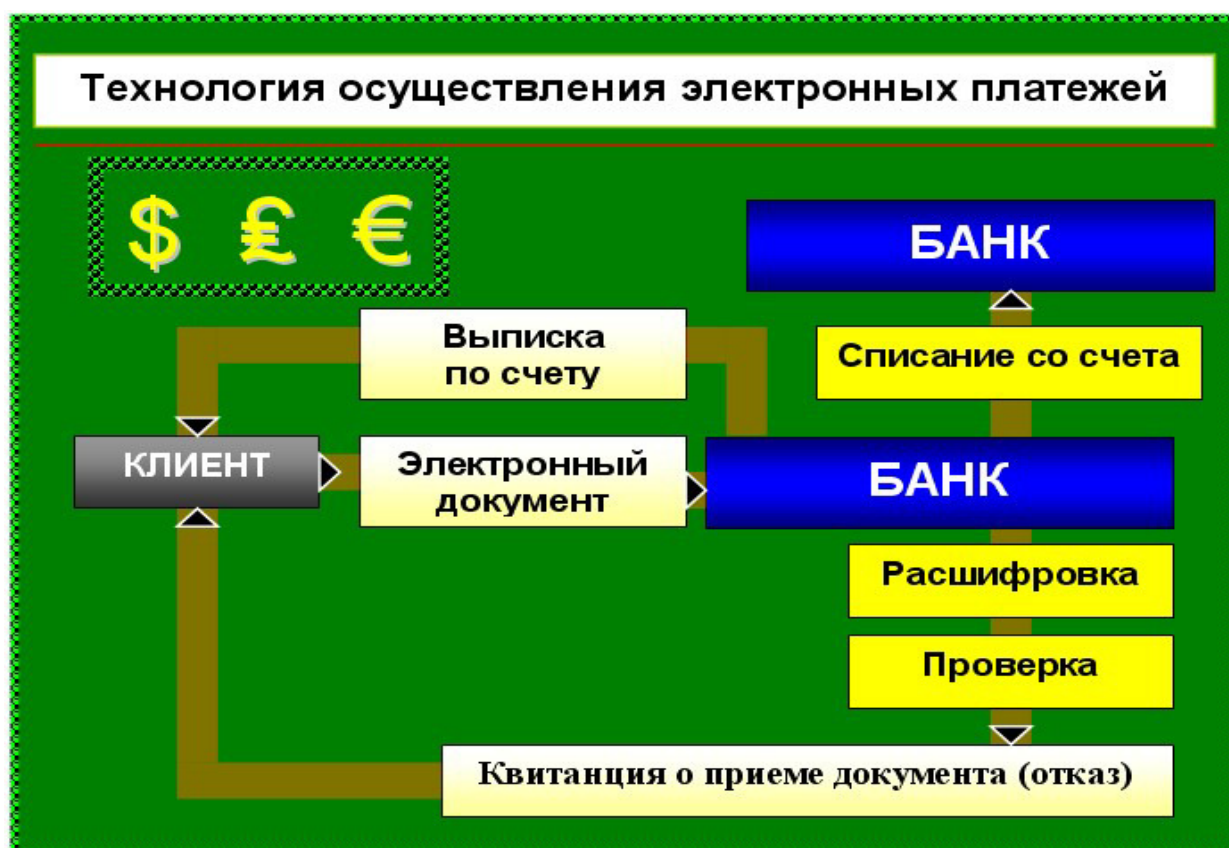 Технология осуществления электронных платежей
$ £ €
БАНК
Выписка
по счету
Списание со счета
КЛИЕНТ
Электронный
документ
БАНК
Расшифровка
Проверка
Квитанция о приеме документа (отказ)